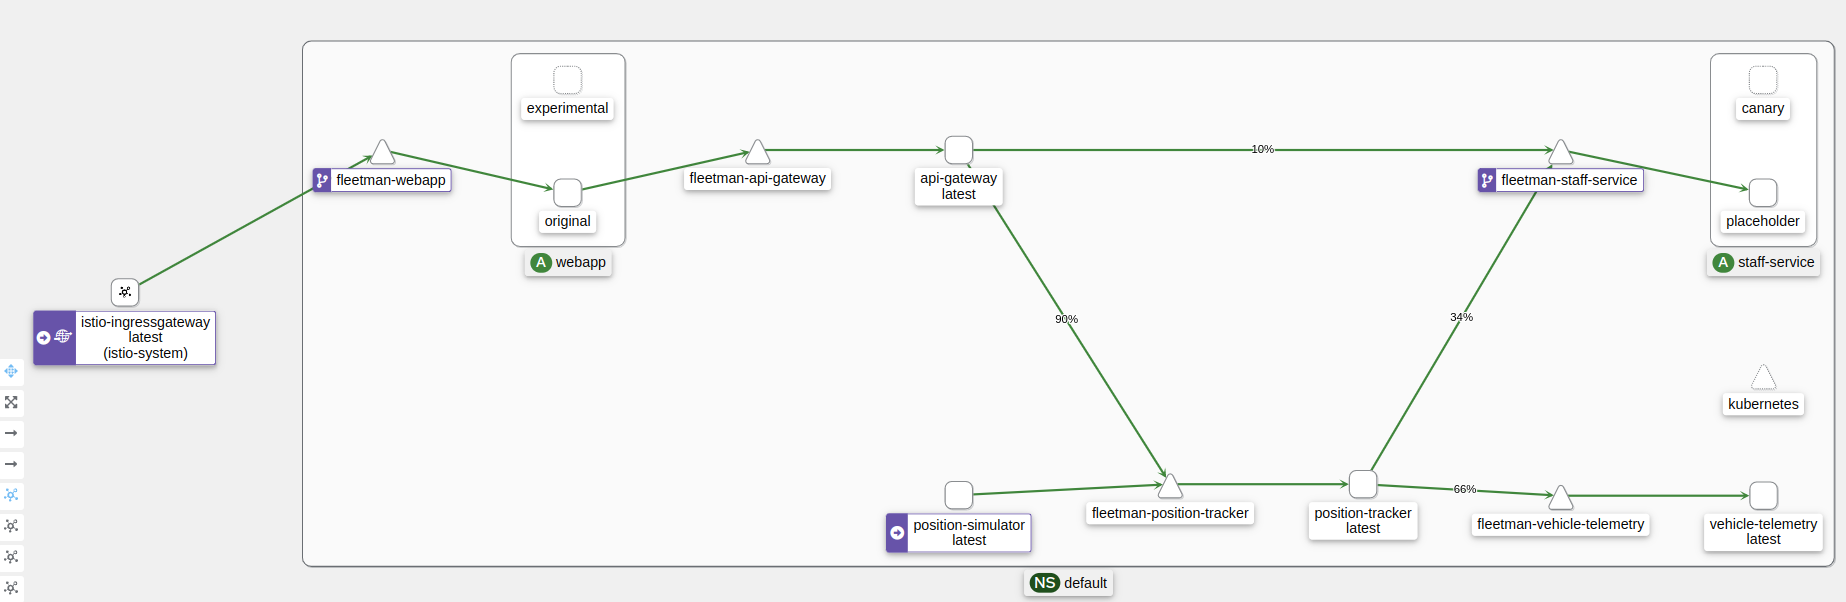 experimental
canary
10%
fleetman-webapp
fleetman-api-gateway
api-gateway
latest
fleetman-staff-service
original
placeholder
A webapp
A staff-service
istio-ingressgateway
latest
(istio-system)
90%
34%
kubernetes
66%
position-simulator
latest
fleetman-position-tracker
position-tracker
latest
fleetman-vehicle-telemetry
vehicle-telemetry
latest
NS default